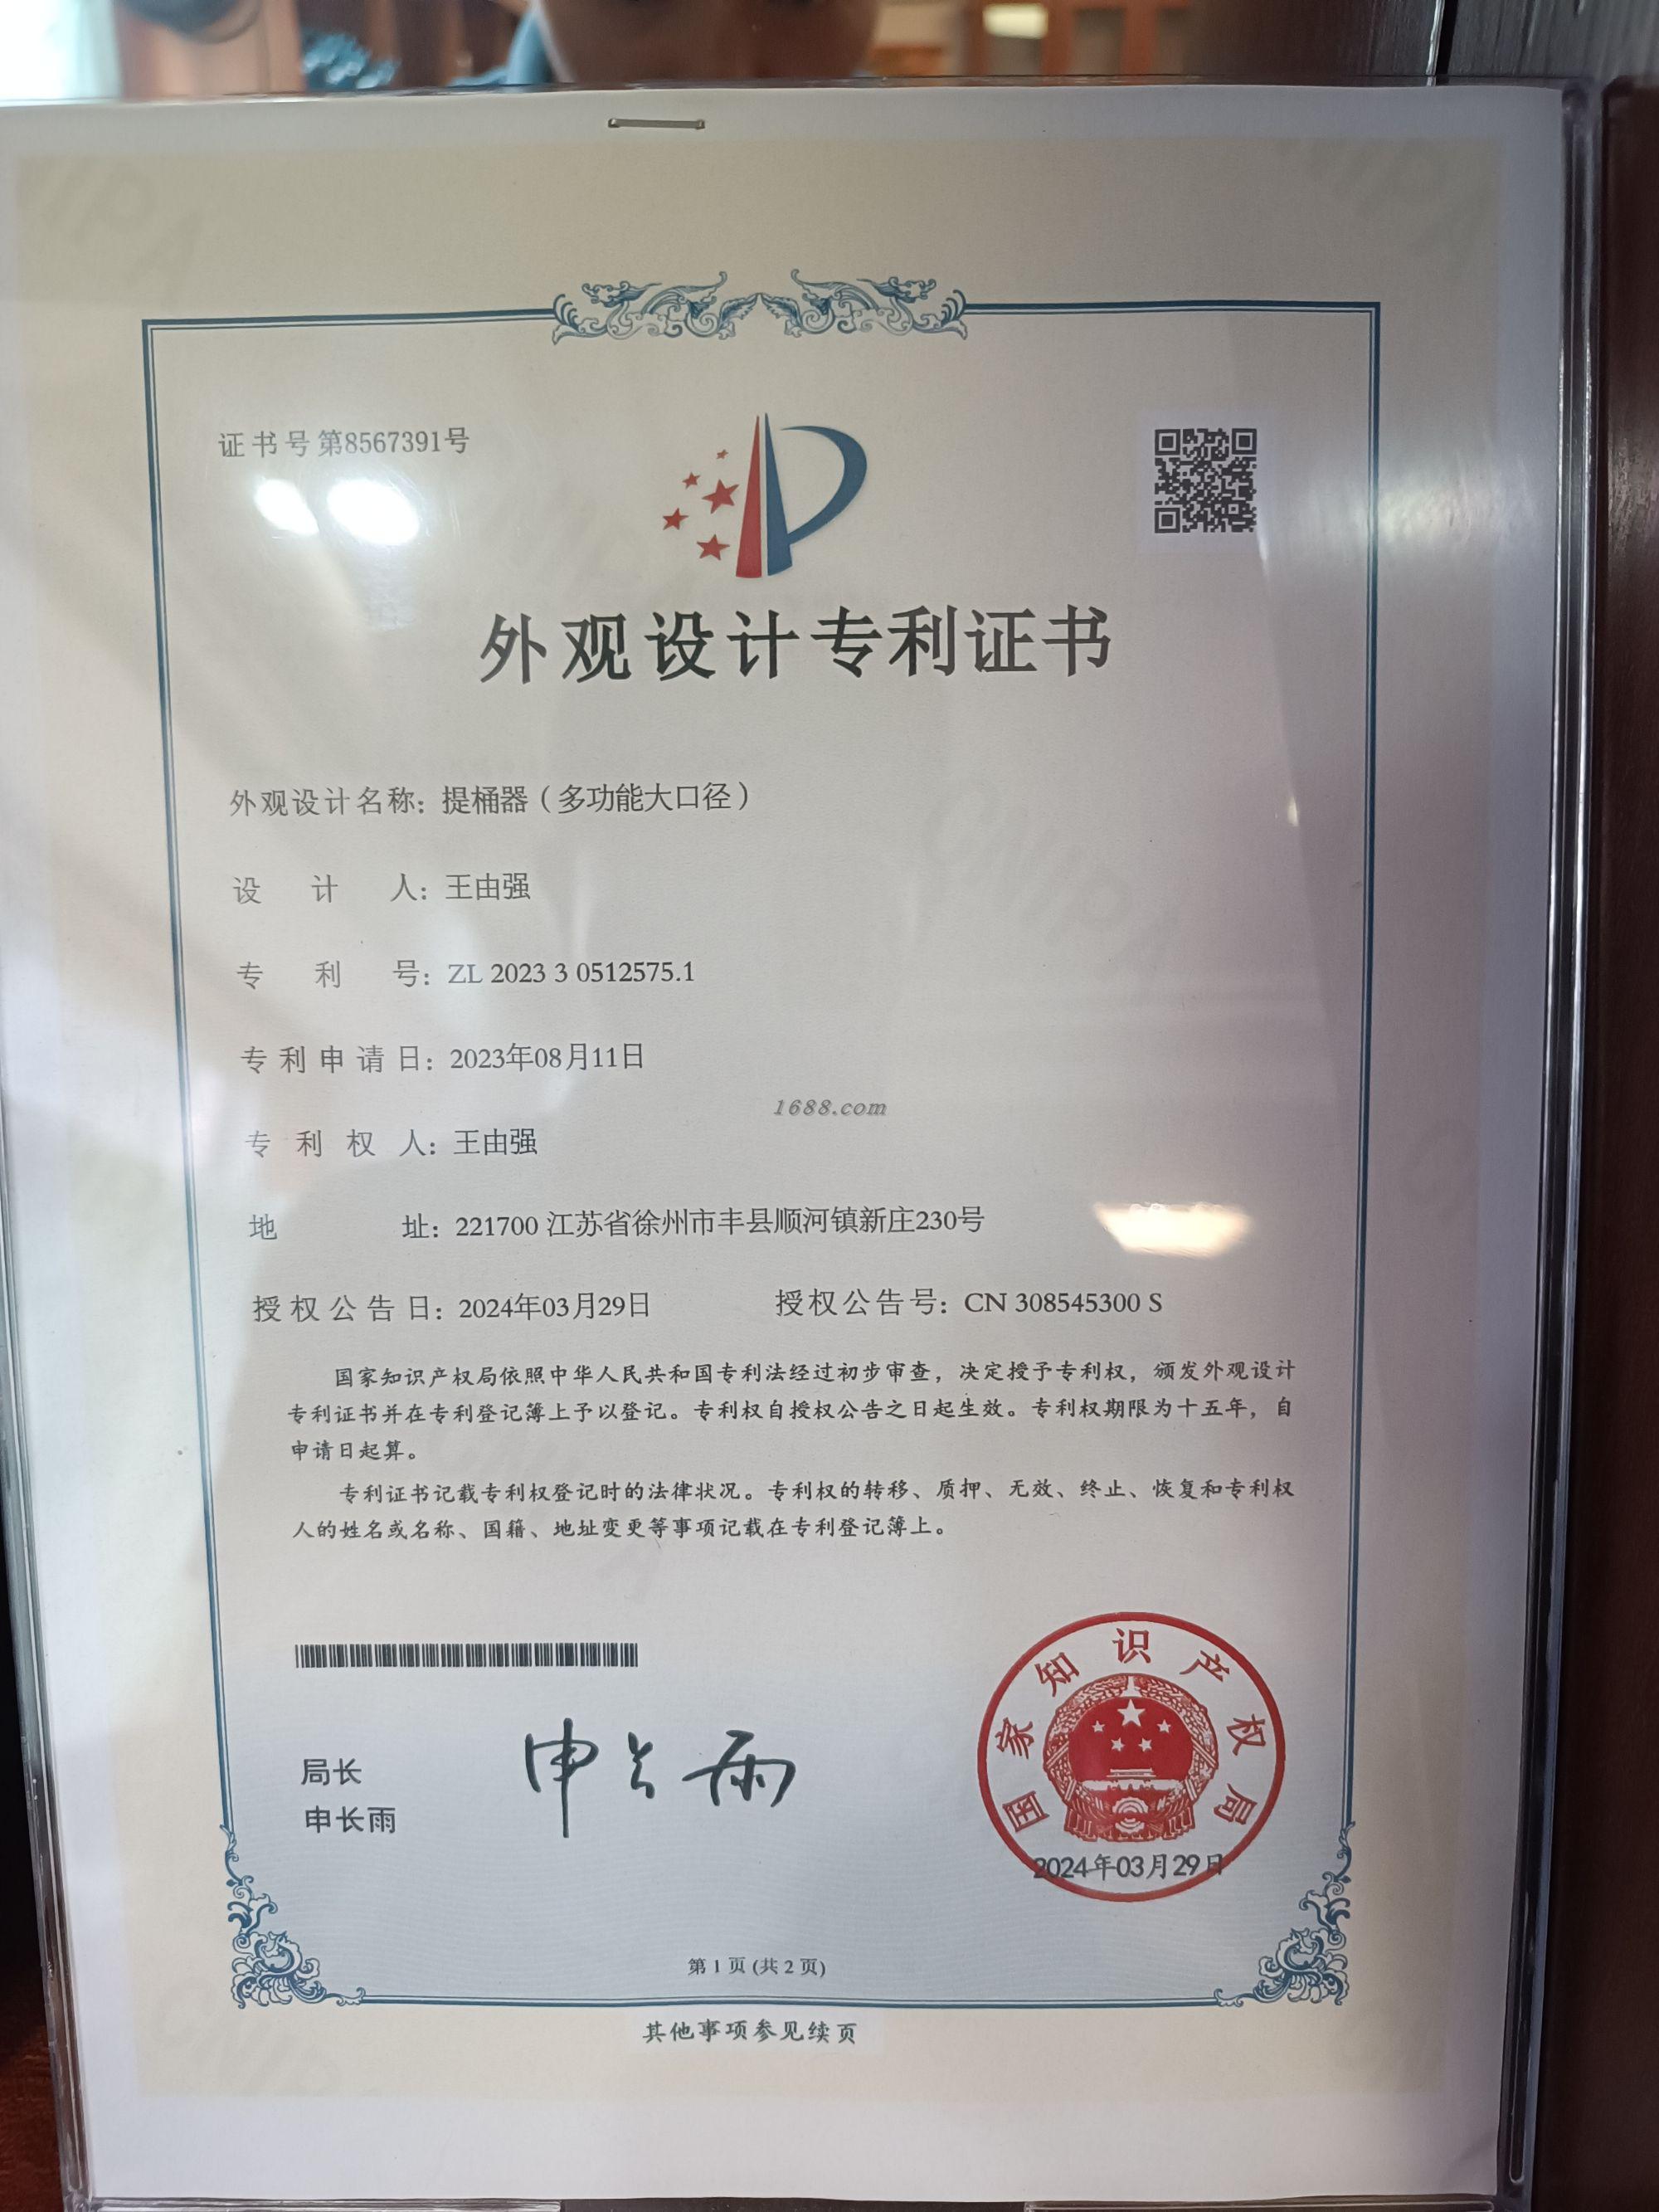 证书号第8567391号
外观设计专利证书
外观设计名称：提桶器（多功能大口径）
设计人：王由强
专利号：ZL 2023 3 0512575.1
专利申请日：2023年08月11日
1688.com
专利权人：王由强
地址：221700 江苏省徐州市丰县顺河镇新庄230号
授权公告日：2024年03月29日 授权公告号：CN 308545300 S
国家知识产权局依照中华人民共和国专利法经过初步审查，决定授予专利权，颁发外观设计
专利证书并在专利登记簿上予以登记。专利权自授权公告之日起生效。专利权期限为十五年，自
申请日起算。
专利证书记载专利权登记时的法律状况。专利权的转移、质押、无效、终止、恢复和专利权
人的姓名或名称、国籍、地址变更等事项记载在专利登记簿上。
局长
申长雨
申长雨
国家知识产权局
2024年03月29日
第 1 页 (共 2 页)
其他事项参见续页